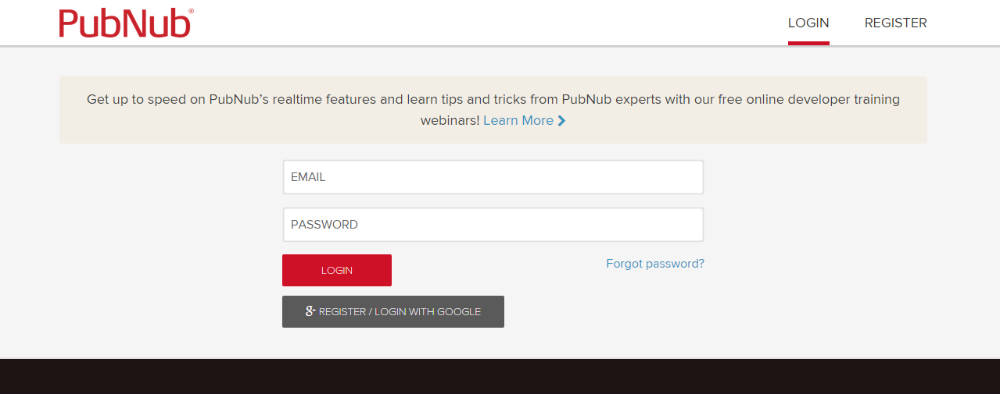 PubNub®
LOGIN REGISTER
Get up to speed on PubNub’s realtime features and learn tips and tricks from PubNub experts with our free online developer training
webinars! Learn More
EMAIL
PASSWORD
LOGIN Forgot password?
REGISTER / LOGIN WITH GOOGLE